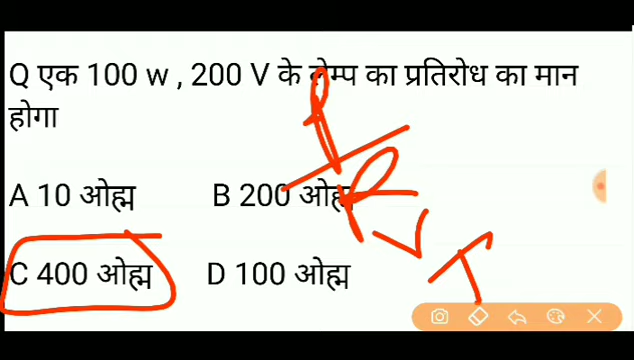 Q एक 100 w , 200 V के लेम्प का प्रतिरोध का मान
होगा
A 10 ओह्म B 200 ओह्म
C 400 ओह्म D 100 ओह्म